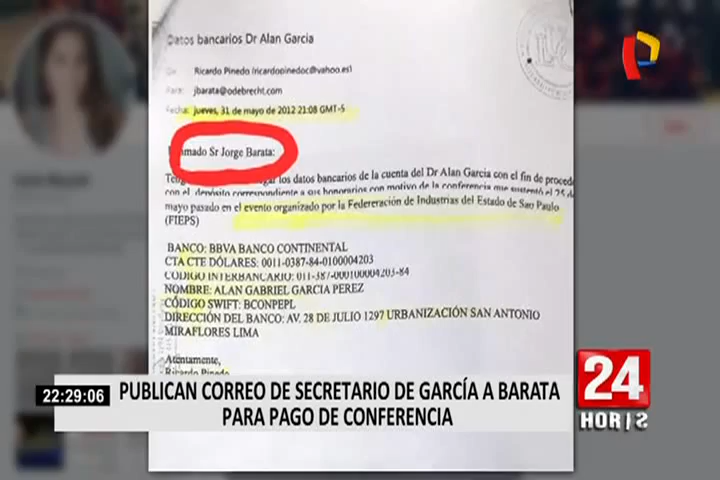 Datos bancarios Dr Alan Garcia
Ricardo Pinedo (ricardopinedoc@yahoo.es)
Para: jbarata@odebrecht.com
Fecha: jueves, 31 de mayo de 2012 21:08 GMT-5
Sr Jorge Barata:
los datos bancarios de la cuenta del Dr Alan Garcia con el fin de procede
con el depósito correspondiente a sus honorarios con motivo de la conferencia que sustentó el 25 de
mayo pasado en el evento organizado por la Federeración de Industrias del Estado de Sao Paulo
(FIEPS)
BANCO: BBVA BANCO CONTINENTAL
CTA CTE DÓLARES: 0011-0387-84-0100004203
CÓDIGO INTERBANCARIO: 011-387-000100004203-84
NOMBRE: ALAN GABRIEL GARCIA PEREZ
CÓDIGO SWIFT: BCONPEPL
DIRECCIÓN DEL BANCO: AV. 28 DE JULIO 1297 URBANIZACIÓN SAN ANTONIO
MIRAFLORES LIMA
Atentamente,
Ricardo Pinedo
22:29:06
PUBLICAN CORREO DE SECRETARIO DE GARCÍA A BARATA
PARA PAGO DE CONFERENCIA
24
HORAS